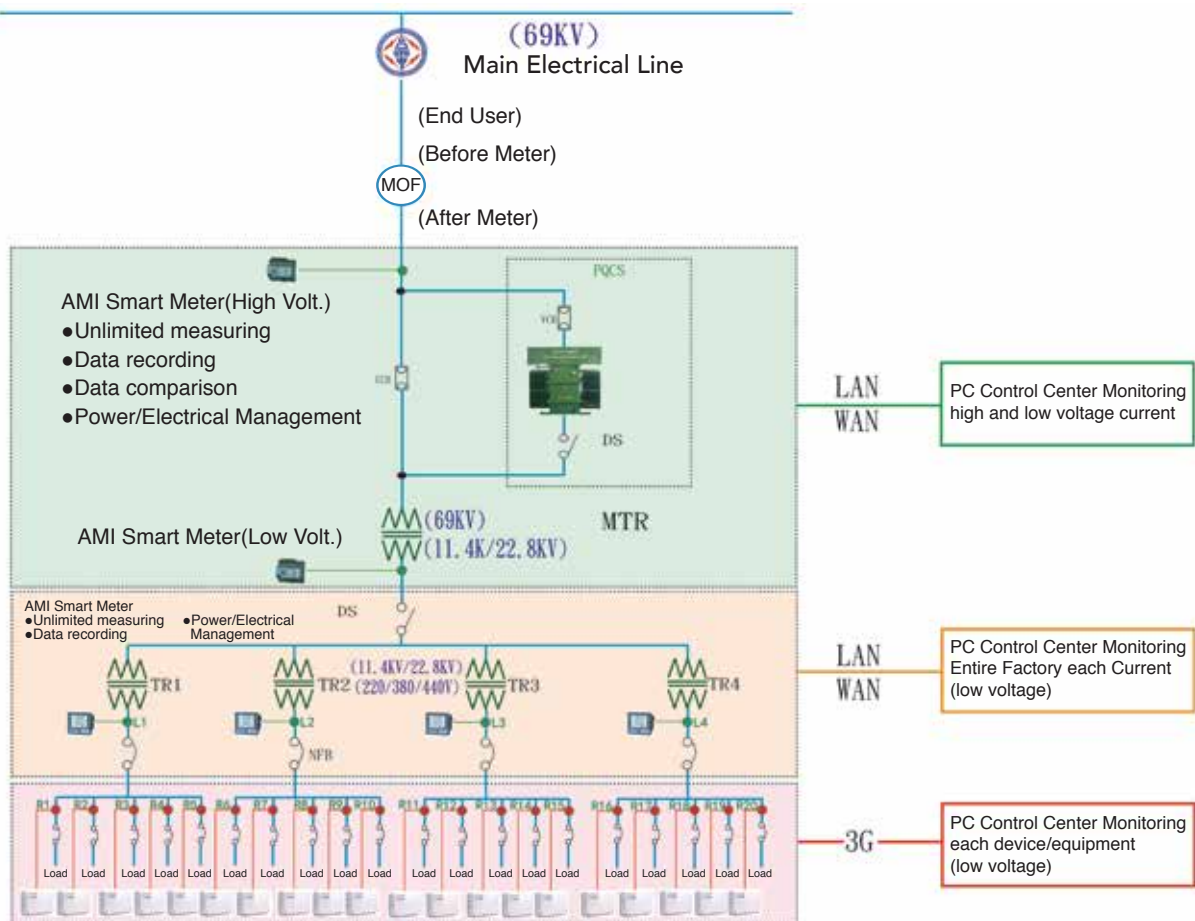 (69KV)
Main Electrical Line
(End User)
(Before Meter)
MOF
(After Meter)
PQCS
AMI Smart Meter(High Volt.)
●Unlimited measuring
●Data recording
●Data comparison
●Power/Electrical Management
VCB
DS
LAN
WAN
PC Control Center Monitoring
high and low voltage current
MTR
(69KV)
(11.4K/22.8KV)
AMI Smart Meter(Low Volt.)
AMI Smart Meter
●Unlimited measuring
●Data recording
●Power/Electrical
Management
DS
TR1
TR2
(11.4KV/22.8KV)
(220/380/440V)
TR3
TR4
L1
L2
L3
L4
NFB
LAN
WAN
PC Control Center Monitoring
Entire Factory each Current
(low voltage)
R1 R2 R3 R4 R5 R6 R7 R8 R9 R10 R11 R12 R13 R14 R15 R16 R17 R18 R19 R20
Load Load Load Load Load Load Load Load Load Load Load Load Load Load Load Load Load Load Load Load
3G
PC Control Center Monitoring
each device/equipment
(low voltage)